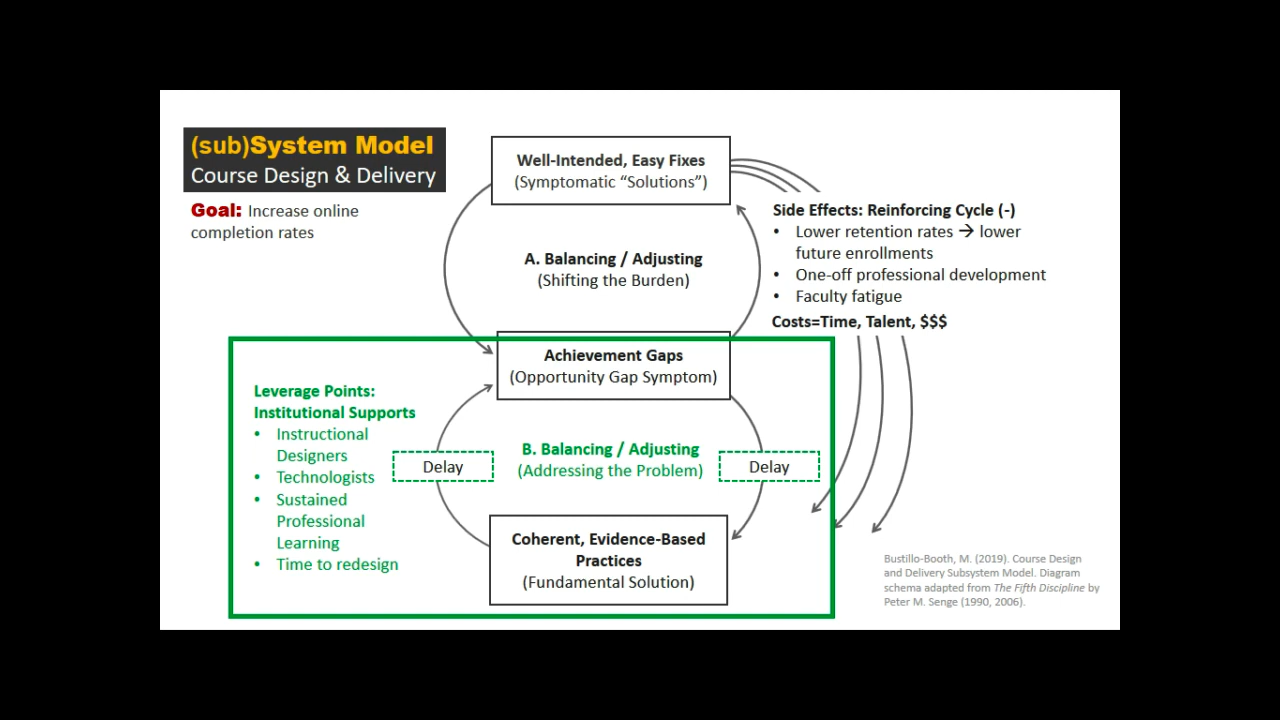 (sub)System Model
Course Design & Delivery
Goal: Increase online
completion rates
Well-Intended, Easy Fixes
(Symptomatic “Solutions”)
A. Balancing / Adjusting
(Shifting the Burden)
Side Effects: Reinforcing Cycle (-)
• Lower retention rates → lower
future enrollments
• One-off professional development
• Faculty fatigue
Costs=Time, Talent, $$$
Achievement Gaps
(Opportunity Gap Symptom)
Leverage Points:
Institutional Supports
• Instructional
Designers
• Technologists
• Sustained
Professional
Learning
• Time to redesign
Delay
B. Balancing / Adjusting
(Addressing the Problem)
Delay
Coherent, Evidence-Based
Practices
(Fundamental Solution)
Bustillo-Booth, M. (2019). Course Design
and Delivery Subsystem Model. Diagram
schema adapted from The Fifth Discipline by
Peter M. Senge (1990, 2006).